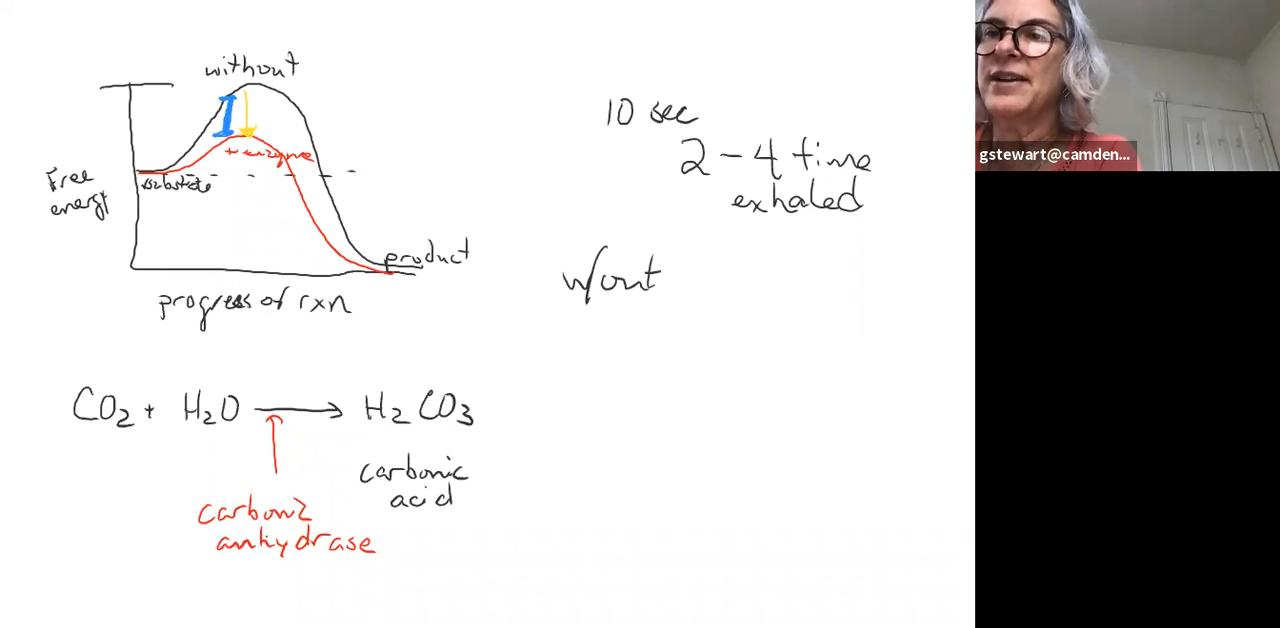 without
+ enzyme
substrate
Free
energy
product
progress of rxn
10 sec
2-4 time
exhaled
w/out
CO2 + H2O → H2CO3
carbonic
acid
carbonic
anhydrase
gstewart@camden...